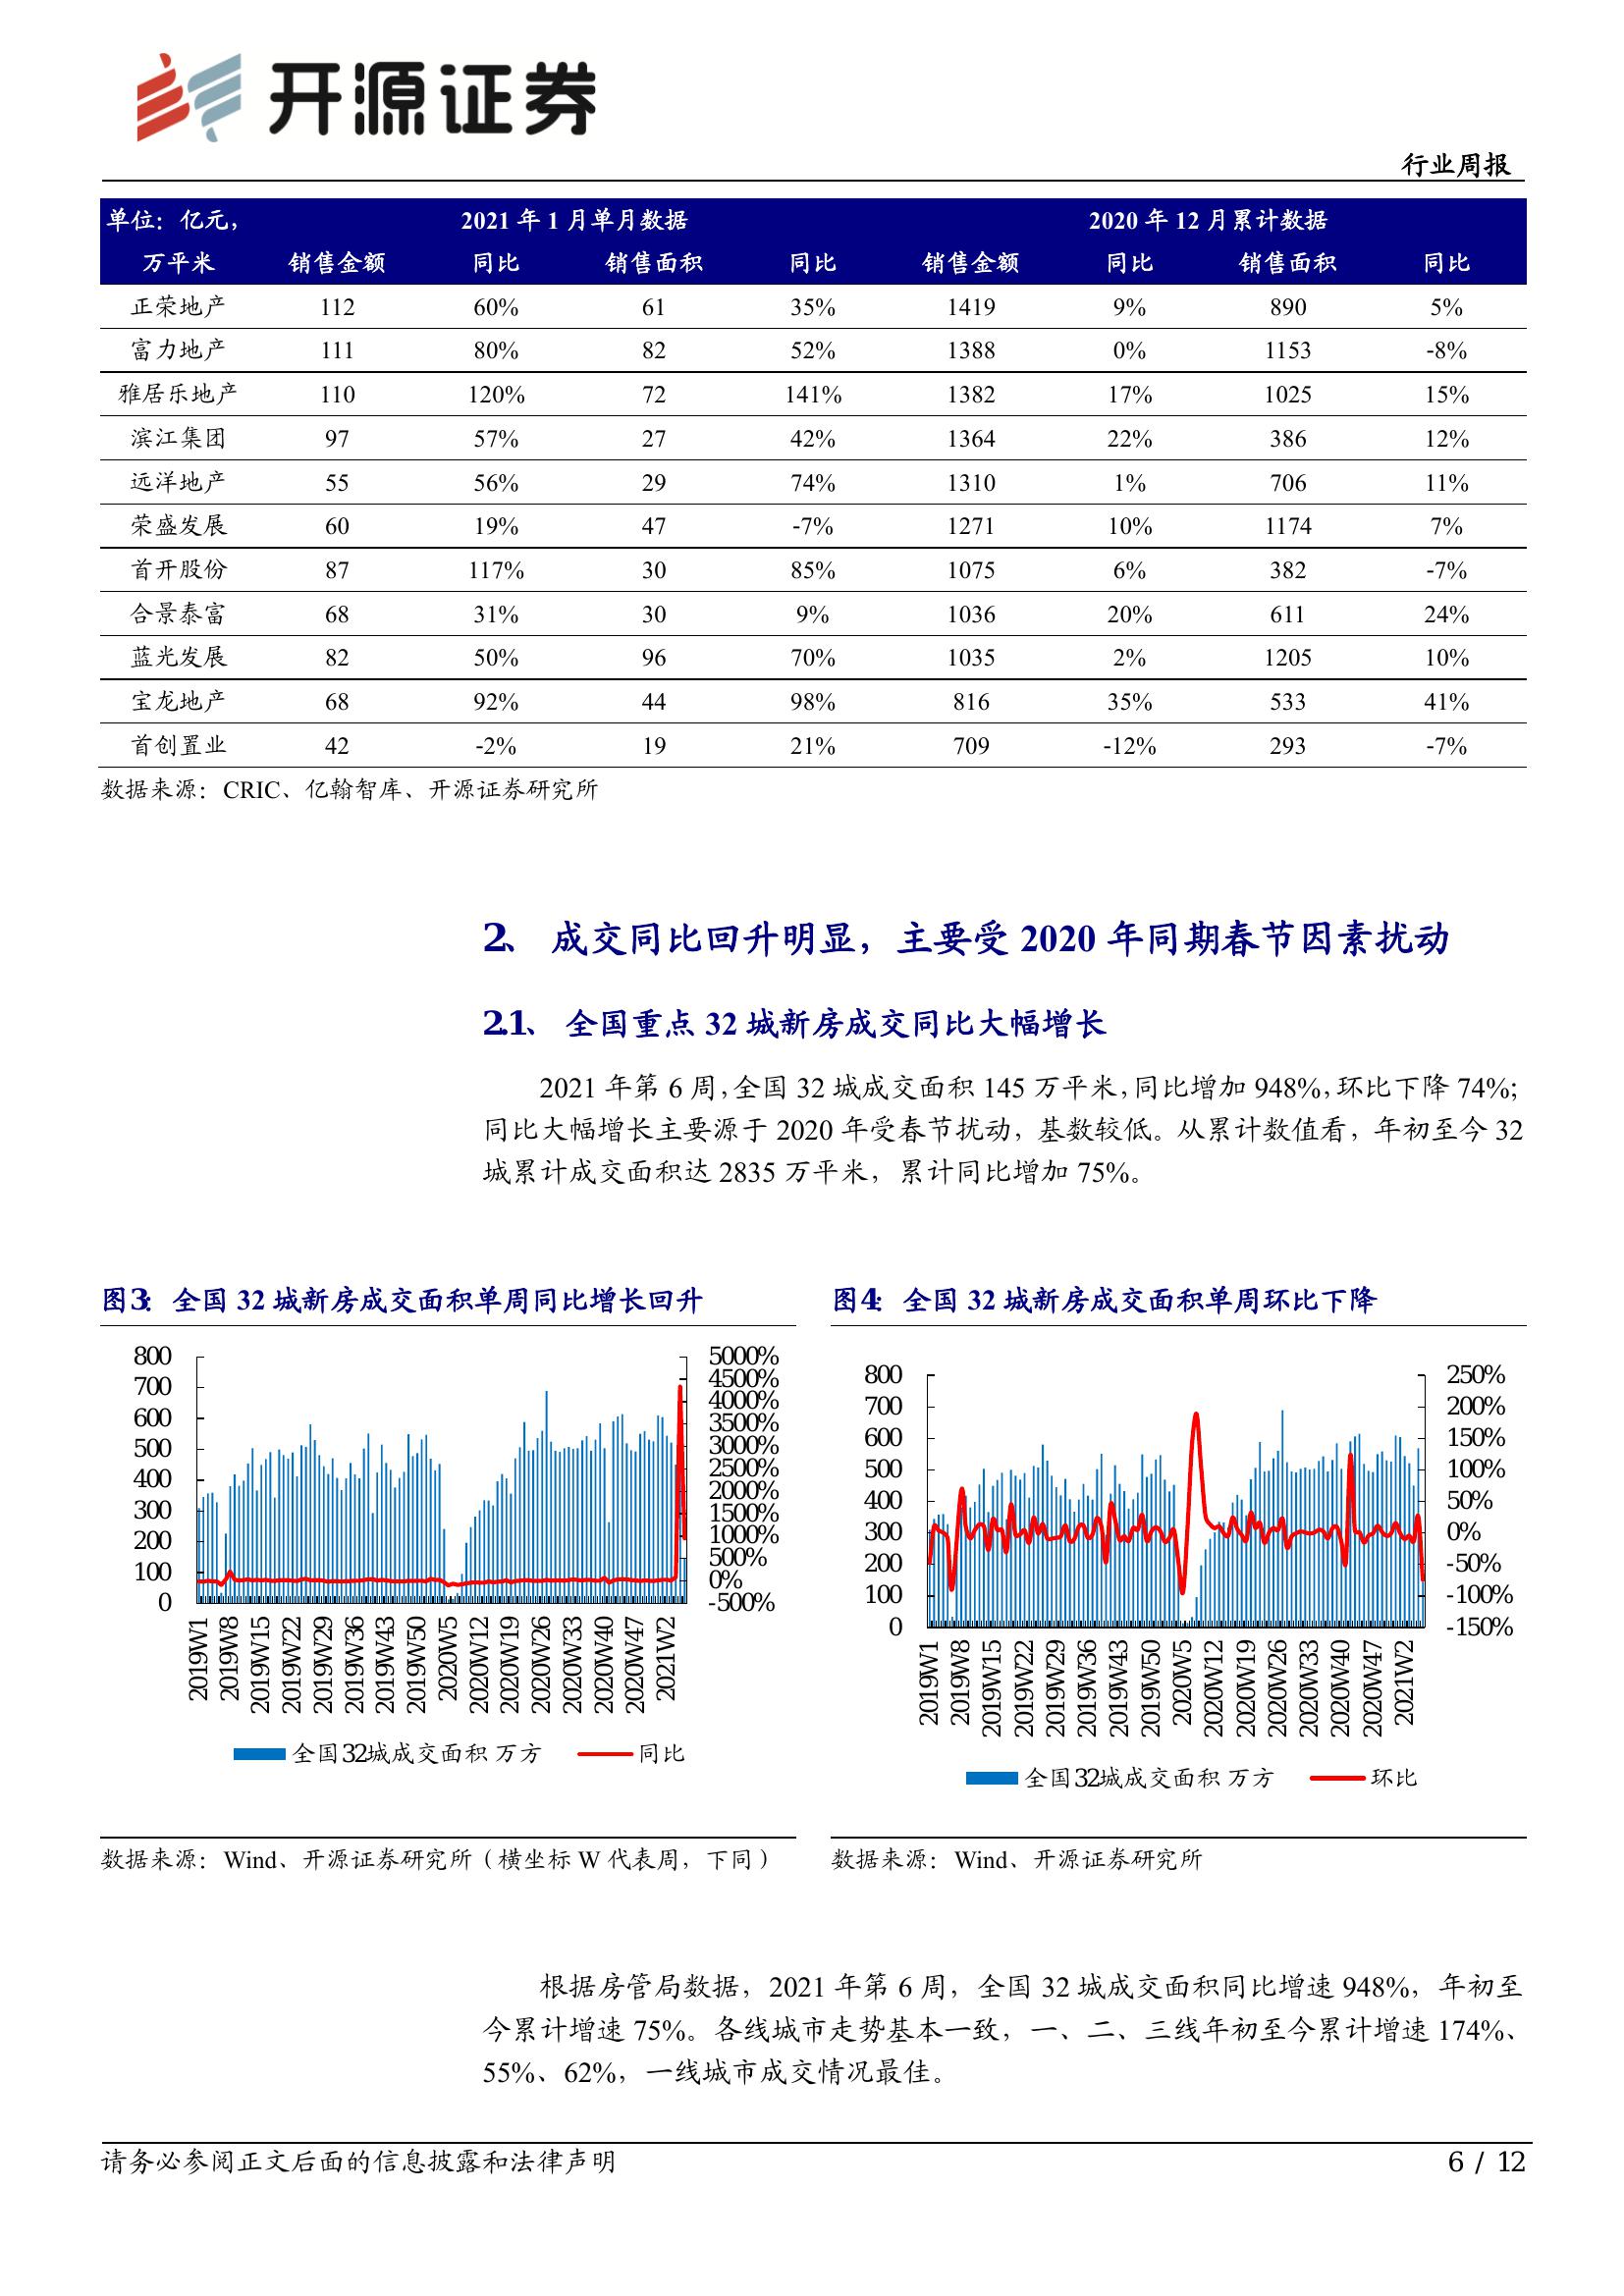 开源证券
行业周报
单位：亿元， 2021 年 1 月单月数据 2020 年 12 月累计数据
万平米 销售金额 同比 销售面积 同比 销售金额 同比 销售面积 同比
正荣地产 112 60% 61 35% 1419 9% 890 5%
富力地产 111 80% 82 52% 1388 0% 1153 -8%
雅居乐地产 110 120% 72 141% 1382 17% 1025 15%
滨江集团 97 57% 27 42% 1364 22% 386 12%
远洋地产 55 56% 29 74% 1310 1% 706 11%
荣盛发展 60 19% 47 -7% 1271 10% 1174 7%
首开股份 87 117% 30 85% 1075 6% 382 -7%
合景泰富 68 31% 30 9% 1036 20% 611 24%
蓝光发展 82 50% 96 70% 1035 2% 1205 10%
宝龙地产 68 92% 44 98% 816 35% 533 41%
首创置业 42 -2% 19 21% 709 -12% 293 -7%
数据来源：CRIC、亿翰智库、开源证券研究所
2、 成交同比回升明显，主要受 2020 年同期春节因素扰动
2.1、 全国重点 32 城新房成交同比大幅增长
2021 年第 6 周，全国 32 城成交面积 145 万平米，同比增加 948%，环比下降 74%；
同比大幅增长主要源于 2020 年受春节扰动，基数较低。从累计数值看，年初至今 32
城累计成交面积达 2835 万平米，累计同比增加 75%。
图3：全国 32 城新房成交面积单周同比增长回升
800
700
600
500
400
300
200
100
0
5000%
4500%
4000%
3500%
3000%
2500%
2000%
1500%
1000%
500%
0%
-500%
2019W1
2019W8
2019W15
2019W22
2019W29
2019W36
2019W43
2019W50
2020W5
2020W12
2020W19
2020W26
2020W33
2020W40
2020W47
2021W2
全国32城成交面积 万方 同比
数据来源：Wind、开源证券研究所（横坐标 W 代表周，下同）
图4：全国 32 城新房成交面积单周环比下降
800
700
600
500
400
300
200
100
0
250%
200%
150%
100%
50%
0%
-50%
-100%
-150%
2019W1
2019W8
2019W15
2019W22
2019W29
2019W36
2019W43
2019W50
2020W5
2020W12
2020W19
2020W26
2020W33
2020W40
2020W47
2021W2
全国32城成交面积 万方 环比
数据来源：Wind、开源证券研究所
根据房管局数据，2021 年第 6 周，全国 32 城成交面积同比增速 948%，年初至
今累计增速 75%。各线城市走势基本一致，一、二、三线年初至今累计增速 174%、
55%、62%，一线城市成交情况最佳。
请务必参阅正文后面的信息披露和法律声明 6 / 12